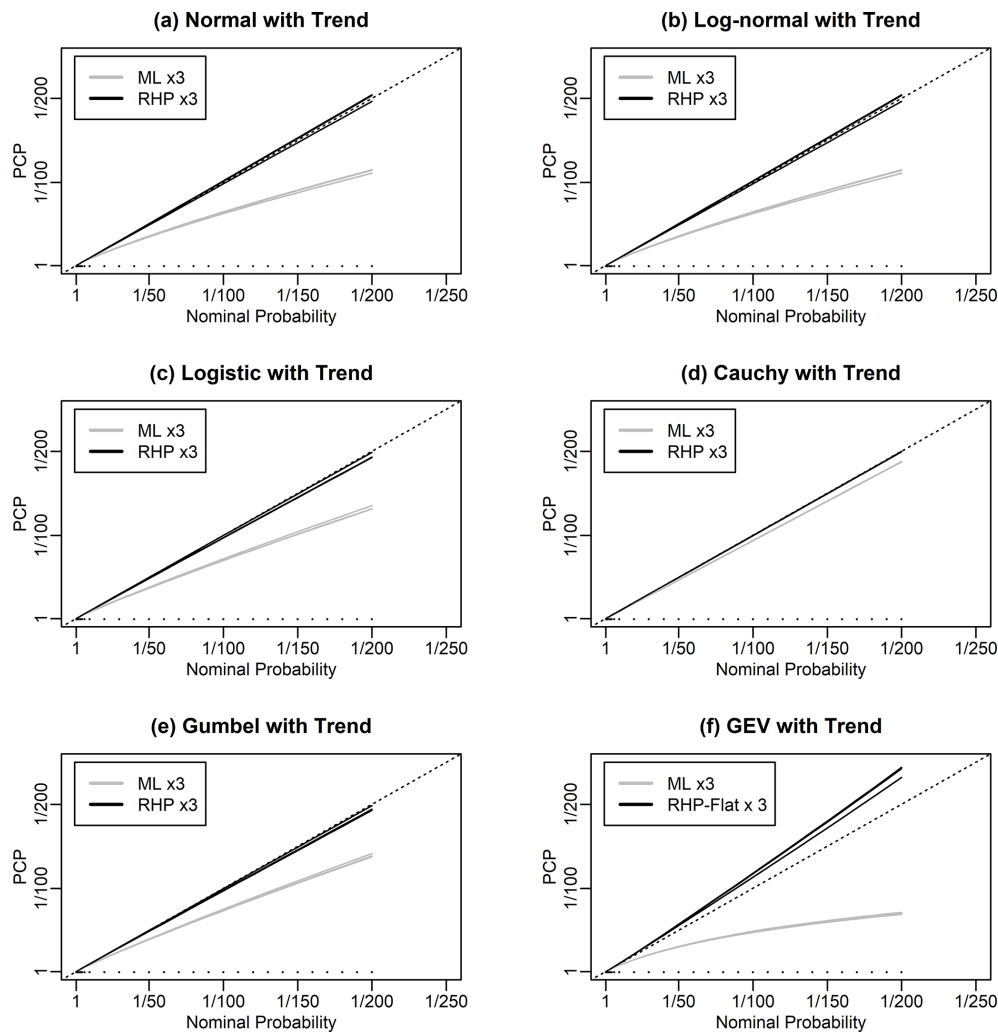 (a) Normal with Trend
ML x3
RHP x3
PCP
1/200
1/100
1
1 1/50 1/100 1/150 1/200 1/250
Nominal Probability
(b) Log-normal with Trend
ML x3
RHP x3
PCP
1/200
1/100
1
1 1/50 1/100 1/150 1/200 1/250
Nominal Probability
(c) Logistic with Trend
ML x3
RHP x3
PCP
1/200
1/100
1
1 1/50 1/100 1/150 1/200 1/250
Nominal Probability
(d) Cauchy with Trend
ML x3
RHP x3
PCP
1/200
1/100
1
1 1/50 1/100 1/150 1/200 1/250
Nominal Probability
(e) Gumbel with Trend
ML x3
RHP x3
PCP
1/200
1/100
1
1 1/50 1/100 1/150 1/200 1/250
Nominal Probability
(f) GEV with Trend
ML x3
RHP-Flat x 3
PCP
1/200
1/100
1
1 1/50 1/100 1/150 1/200 1/250
Nominal Probability